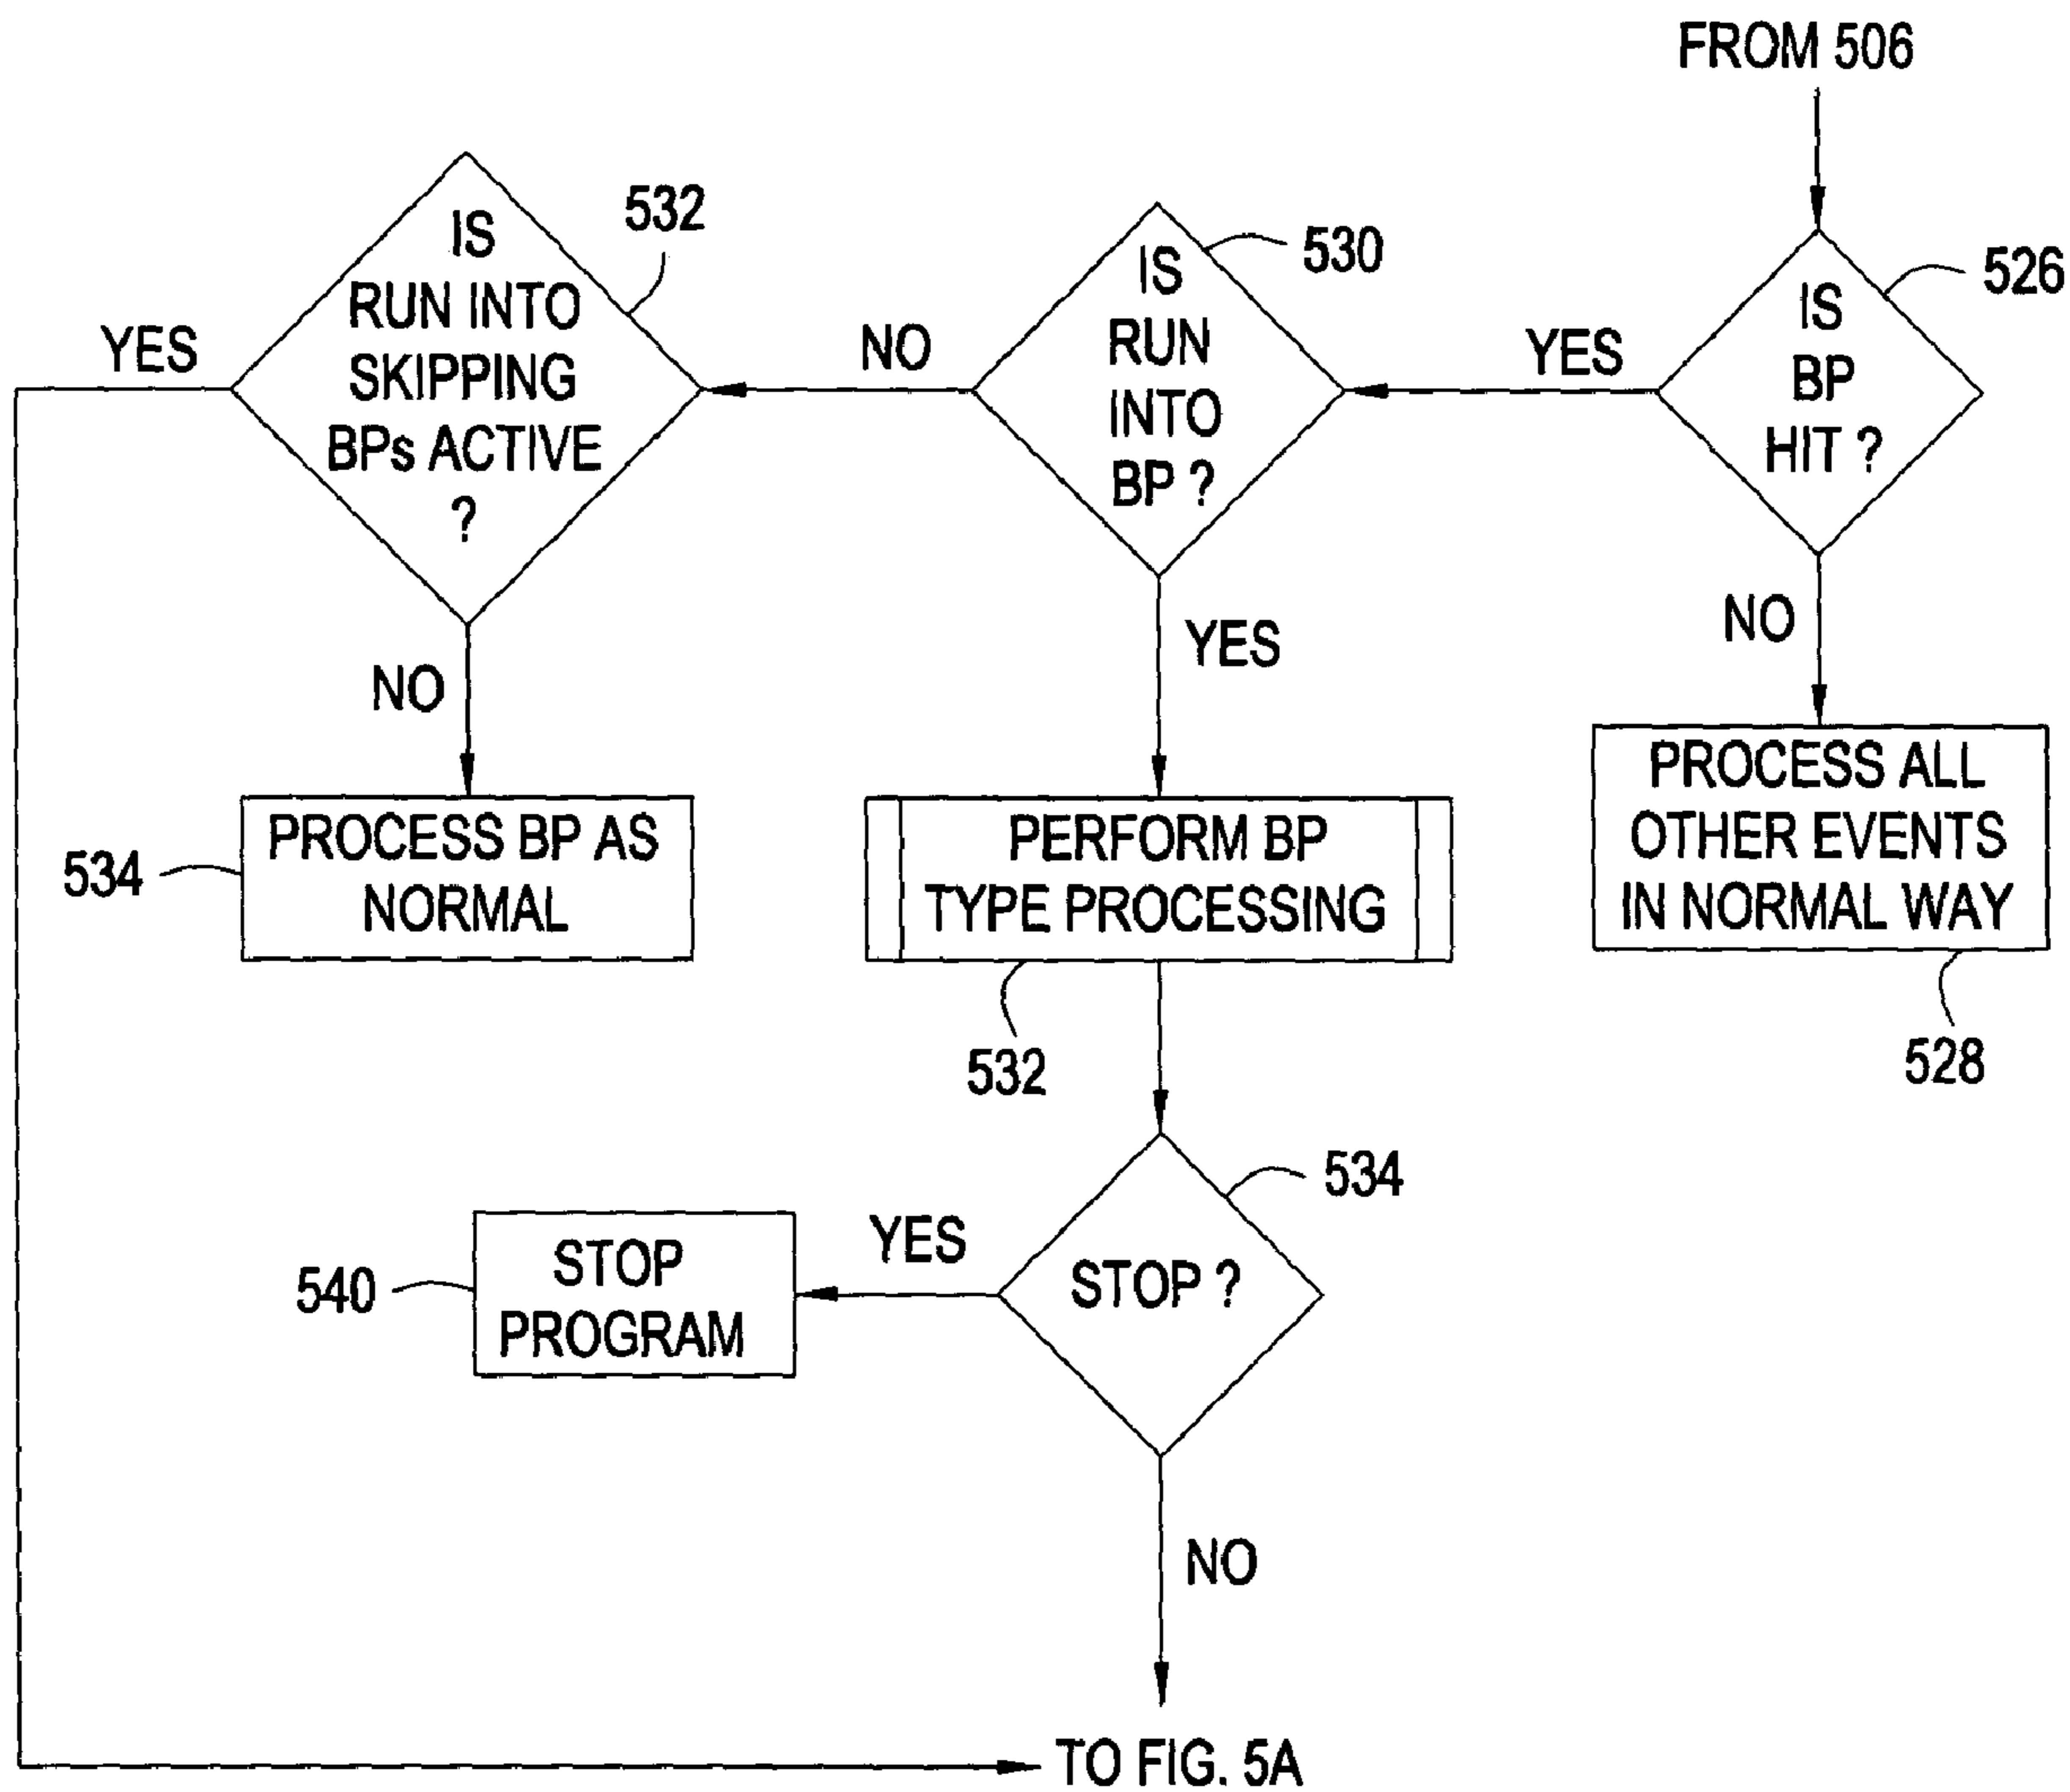 FROM 506
IS
BP
HIT ?
526
YES
NO
PROCESS ALL
OTHER EVENTS
IN NORMAL WAY
528
IS
RUN
INTO
BP ?
530
NO
YES
PERFORM BP
TYPE PROCESSING
532
STOP ?
534
YES
STOP
PROGRAM
540
NO
IS
RUN INTO
SKIPPING
BPs ACTIVE
?
532
YES
NO
PROCESS BP AS
NORMAL
534
TO FIG. 5A